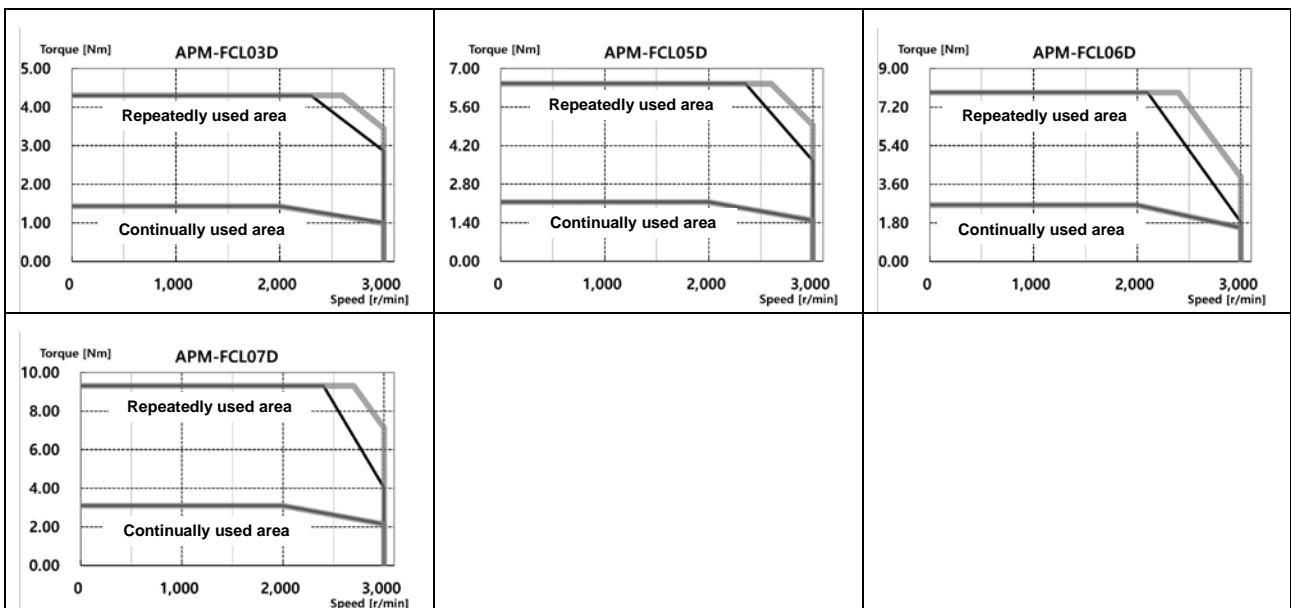 Torque [Nm] APM-FCL03D
5.00
4.00
Repeatedly used area
3.00
2.00
1.00
Continually used area
0.00
0 1,000 2,000 3,000
Speed [r/min]
Torque [Nm] APM-FCL05D
7.00
5.60
Repeatedly used area
4.20
2.80
1.40
Continually used area
0.00
0 1,000 2,000 3,000
Speed [r/min]
Torque [Nm] APM-FCL06D
9.00
7.20
Repeatedly used area
5.40
3.60
1.80
Continually used area
0.00
0 1,000 2,000 3,000
Speed [r/min]
Torque [Nm] APM-FCL07D
10.00
Repeatedly used area
8.00
6.00
4.00
2.00
Continually used area
0.00
0 1,000 2,000 3,000
Speed [r/min]